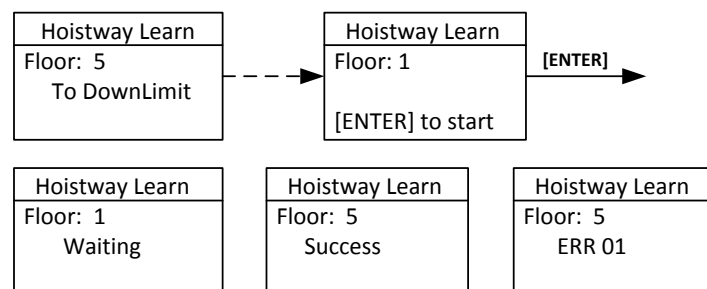 Hoistway Learn
Floor: 5
To DownLimit
Hoistway Learn
Floor: 1
[ENTER] to start
[ENTER]
Hoistway Learn
Floor: 1
Waiting
Hoistway Learn
Floor: 5
Success
Hoistway Learn
Floor: 5
ERR 01